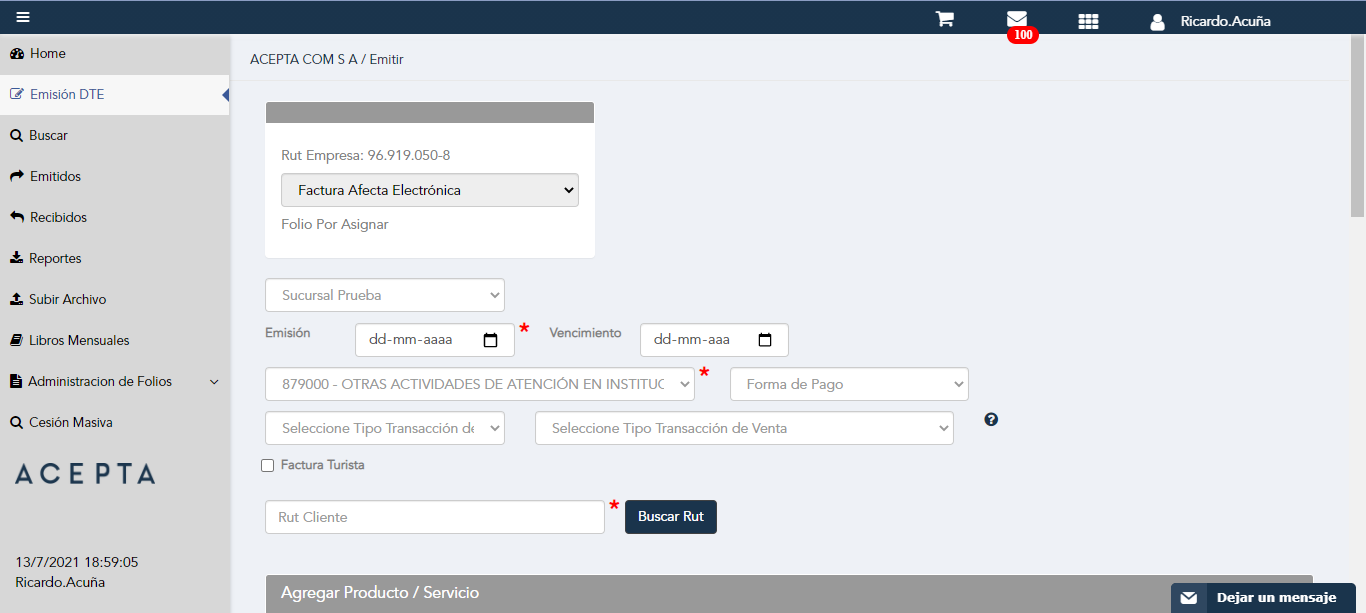 100
Ricardo.Acuña
Home
Emisión DTE
Buscar
Emitidos
Recibidos
Reportes
Subir Archivo
Libros Mensuales
Administracion de Folios
Cesión Masiva
ACEPTA
13/7/2021 18:59:05
Ricardo.Acuña
ACEPTA COM S A / Emitir
Rut Empresa: 96.919.050-8
Factura Afecta Electrónica
Folio Por Asignar
Sucursal Prueba
Emisión dd-mm-aaaa * Vencimiento dd-mm-aaa
879000 - OTRAS ACTIVIDADES DE ATENCIÓN EN INSTITUC * Forma de Pago
Seleccione Tipo Transacción de Seleccione Tipo Transacción de Venta ?
Factura Turista
Rut Cliente * Buscar Rut
Agregar Producto / Servicio
Dejar un mensaje